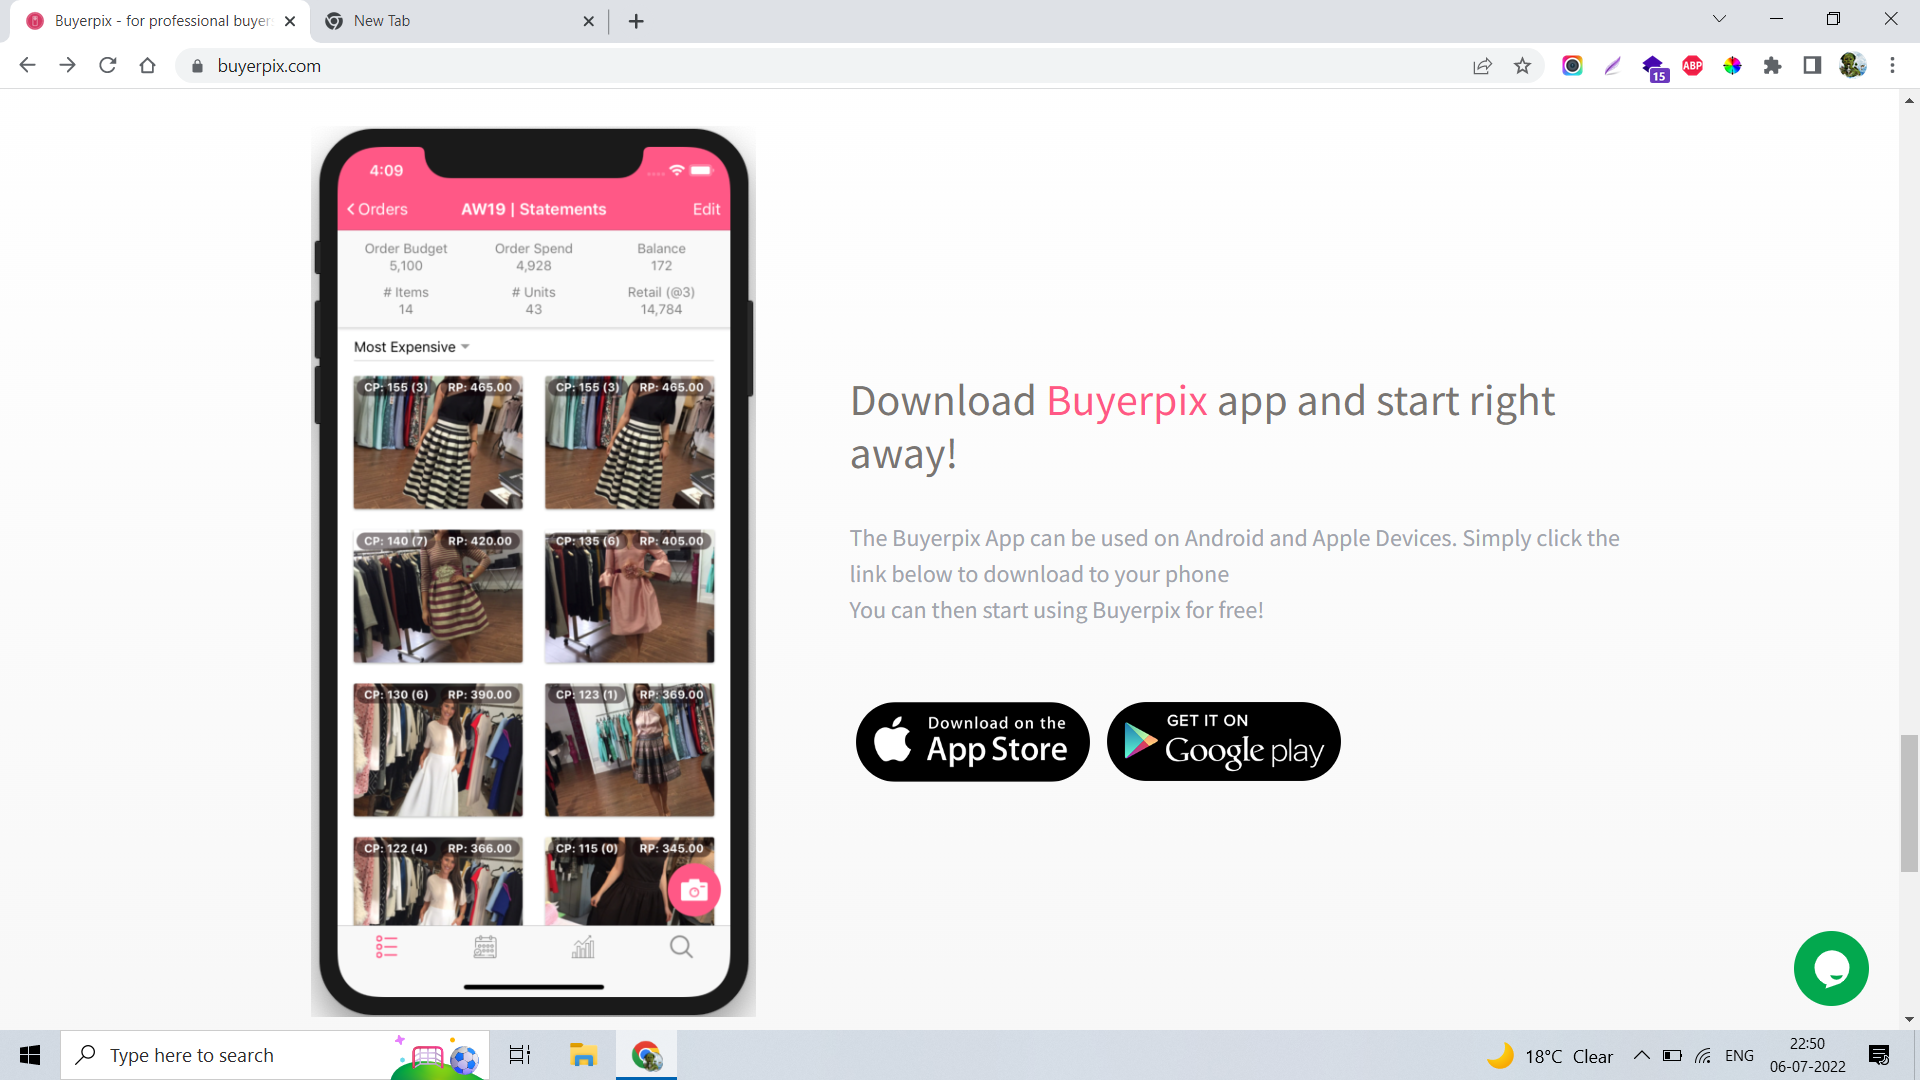 Buyerpix - for professional buyers
New Tab
buyerpix.com
15
ABP
4:09
Orders
AW19 | Statements
Edit
Order Budget
Order Spend
Balance
5,100
4,928
172
# Items
# Units
Retail (@3)
14
43
14,784
Most Expensive
CP: 155 (3) RP: 465.00
CP: 155 (3) RP: 465.00
CP: 140 (7) RP: 420.00
CP: 135 (6) RP: 405.00
CP: 130 (6) RP: 390.00
CP: 123 (1) RP: 369.00
CP: 122 (4) RP: 366.00
CP: 115 (0) RP: 345.00
Download Buyerpix app and start right
away!
The Buyerpix App can be used on Android and Apple Devices. Simply click the
link below to download to your phone
You can then start using Buyerpix for free!
Download on the
App Store
GET IT ON
Google play
Type here to search
18°C Clear
ENG
22:50
06-07-2022